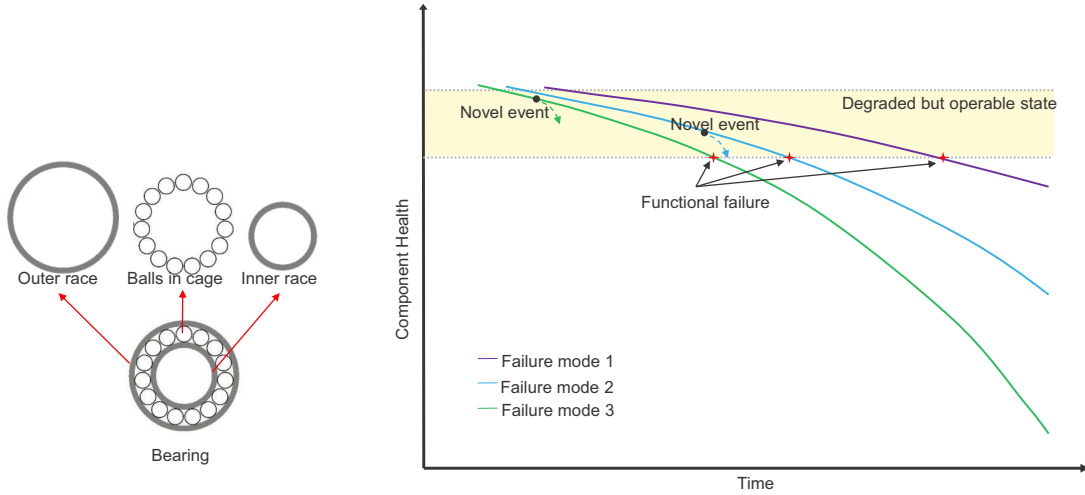 Outer race
Balls in cage
Inner race
Bearing
Component Health
Degraded but operable state
Novel event
Novel event
Functional failure
Failure mode 1
Failure mode 2
Failure mode 3
Time